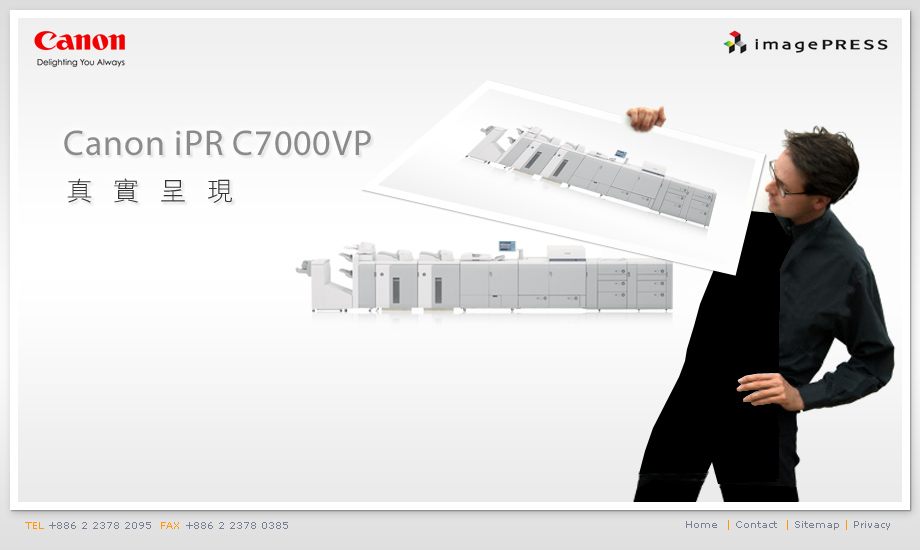 Canon
Delighting You Always
imagePRESS
Canon iPR C7000VP
真實呈現
TEL +886 2 2378 2095 FAX +886 2 2378 0385
Home | Contact | Sitemap | Privacy